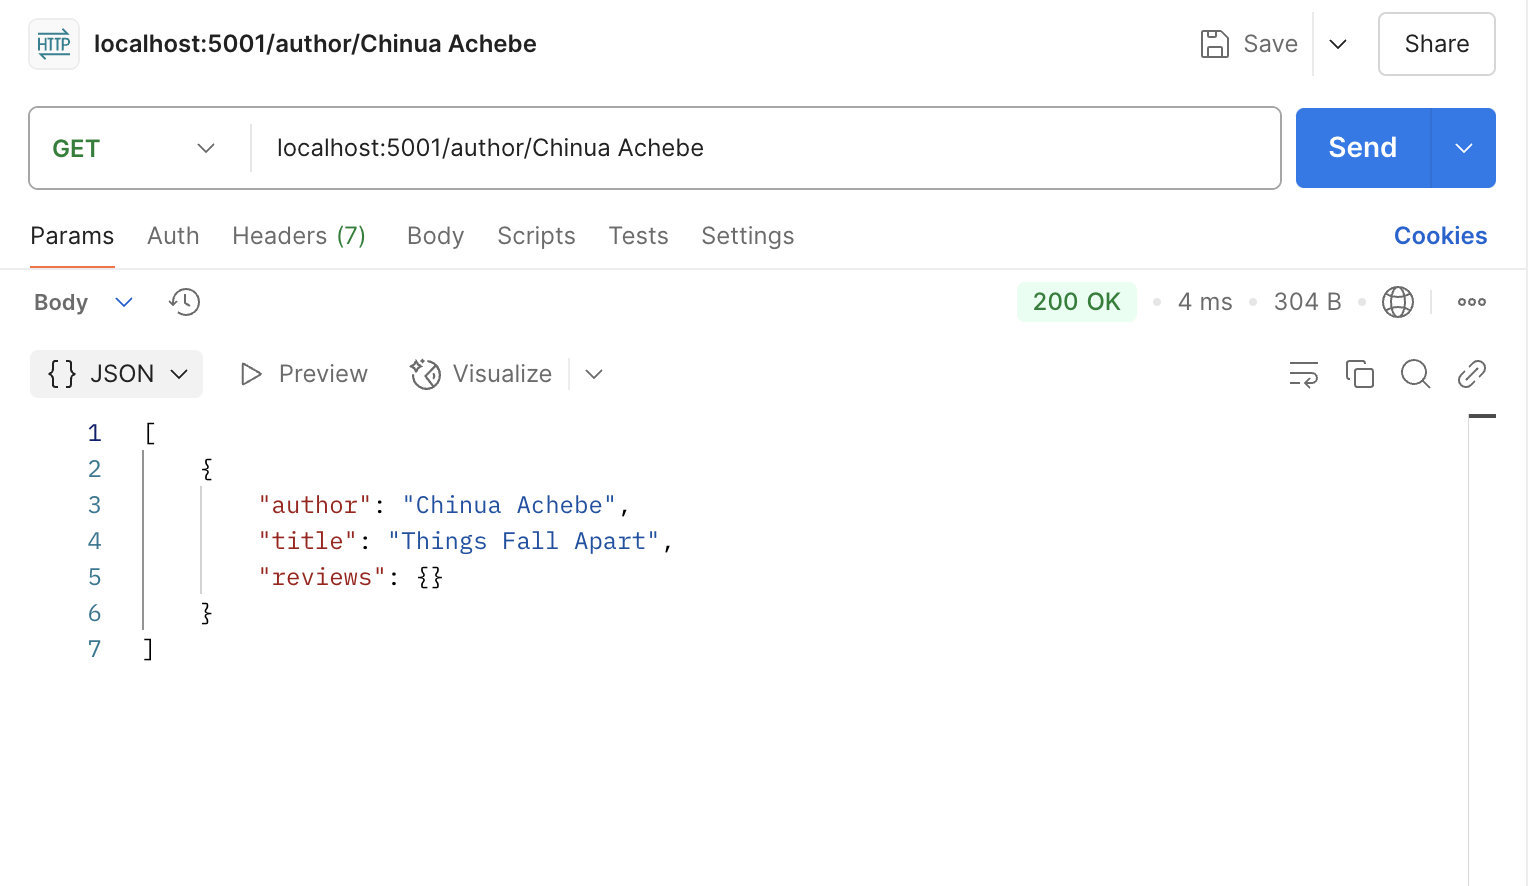 HTTP localhost:5001/author/Chinua Achebe Save Share
GET localhost:5001/author/Chinua Achebe Send
Params Auth Headers (7) Body Scripts Tests Settings Cookies
Body 200 OK 4 ms 304 B
{} JSON Preview Visualize
1 [
2 {
3 "author": "Chinua Achebe",
4 "title": "Things Fall Apart",
5 "reviews": {}
6 }
7 ]